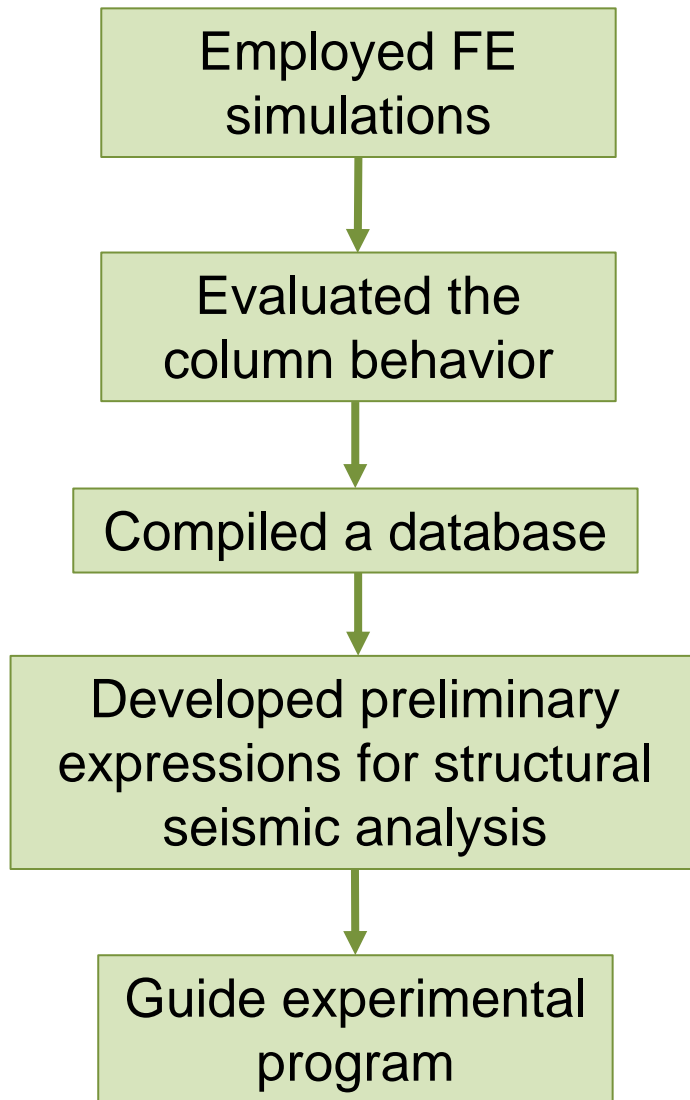 Employed FE
simulations
Evaluated the
column behavior
Compiled a database
Developed preliminary
expressions for structural
seismic analysis
Guide experimental
program